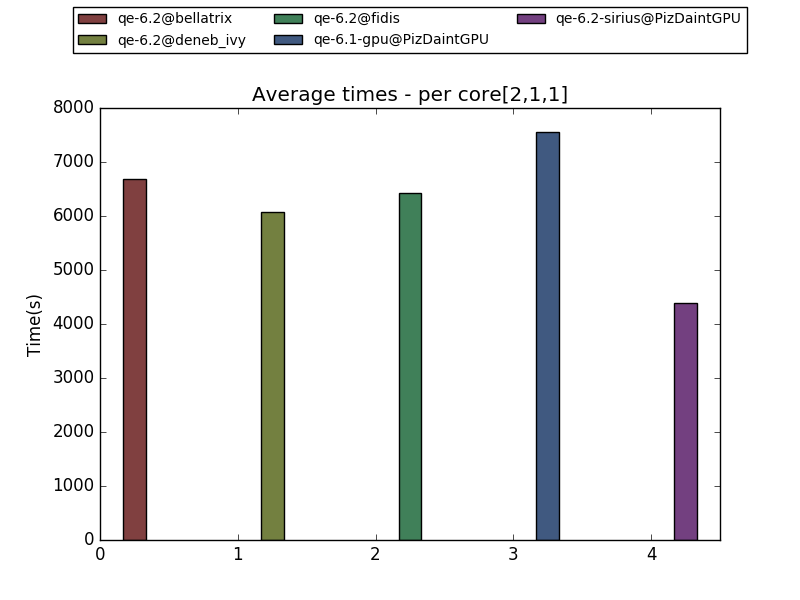 qe-6.2@bellatrix qe-6.2@fidis qe-6.2-sirius@PizDaintGPU
qe-6.2@deneb_ivy qe-6.1-gpu@PizDaintGPU
Average times - per core[2,1,1]
8000
7000
6000
5000
4000
3000
2000
1000
0
Time(s)
0 1 2 3 4